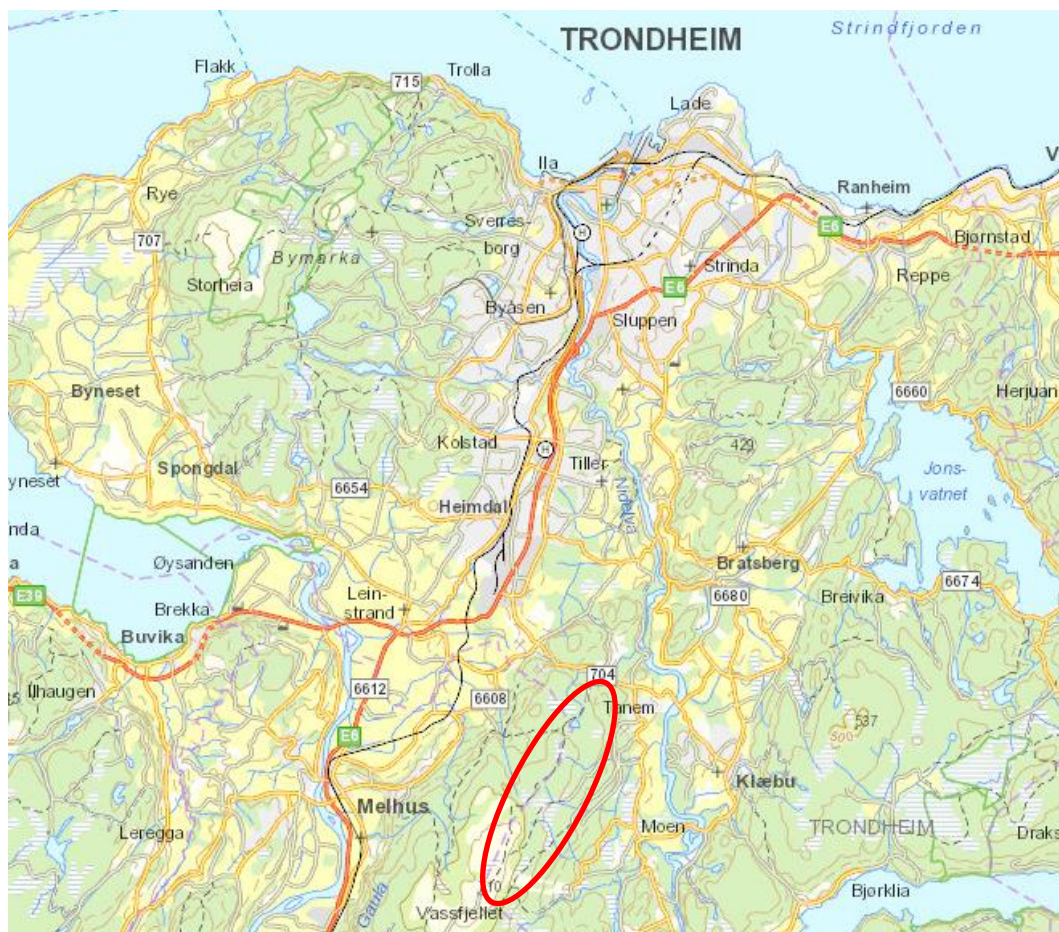 TRONDHEIM
Strindfjorden
Flakk
Trolla
715
Lade
Ila
Ranheim
Rye
Sverres-
borg
E6
Bjørnstad
707
Bymarka
Strinda
Reppe
Storheia
E6
Byåsen
Sluppen
Byneset
6660
Herjuan
Kolstad
429
Spongdal
Tiller
Jons-
vatnet
yneset
6654
Nidelva
Heimdal
nda
Øysanden
Bratsberg
a
E39
Lein-
strand
Brekka
6680
Breivika
6674
Buvika
704
6612
6608
Tanem
E6
537
500
Klæbu
Melhus
Leregga
Moen
TRONDHEIM
Draks
Gaula
Bjørklia
Vassfjellet